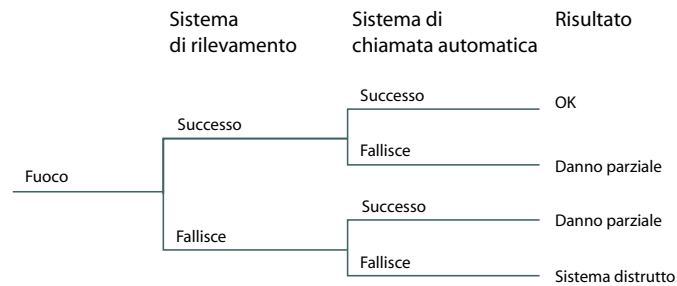 Sistema
di rilevamento
Sistema di
chiamata automatica
Risultato
Successo
OK
Successo
Fallisce
Danno parziale
Fuoco
Successo
Danno parziale
Fallisce
Fallisce
Sistema distrutto